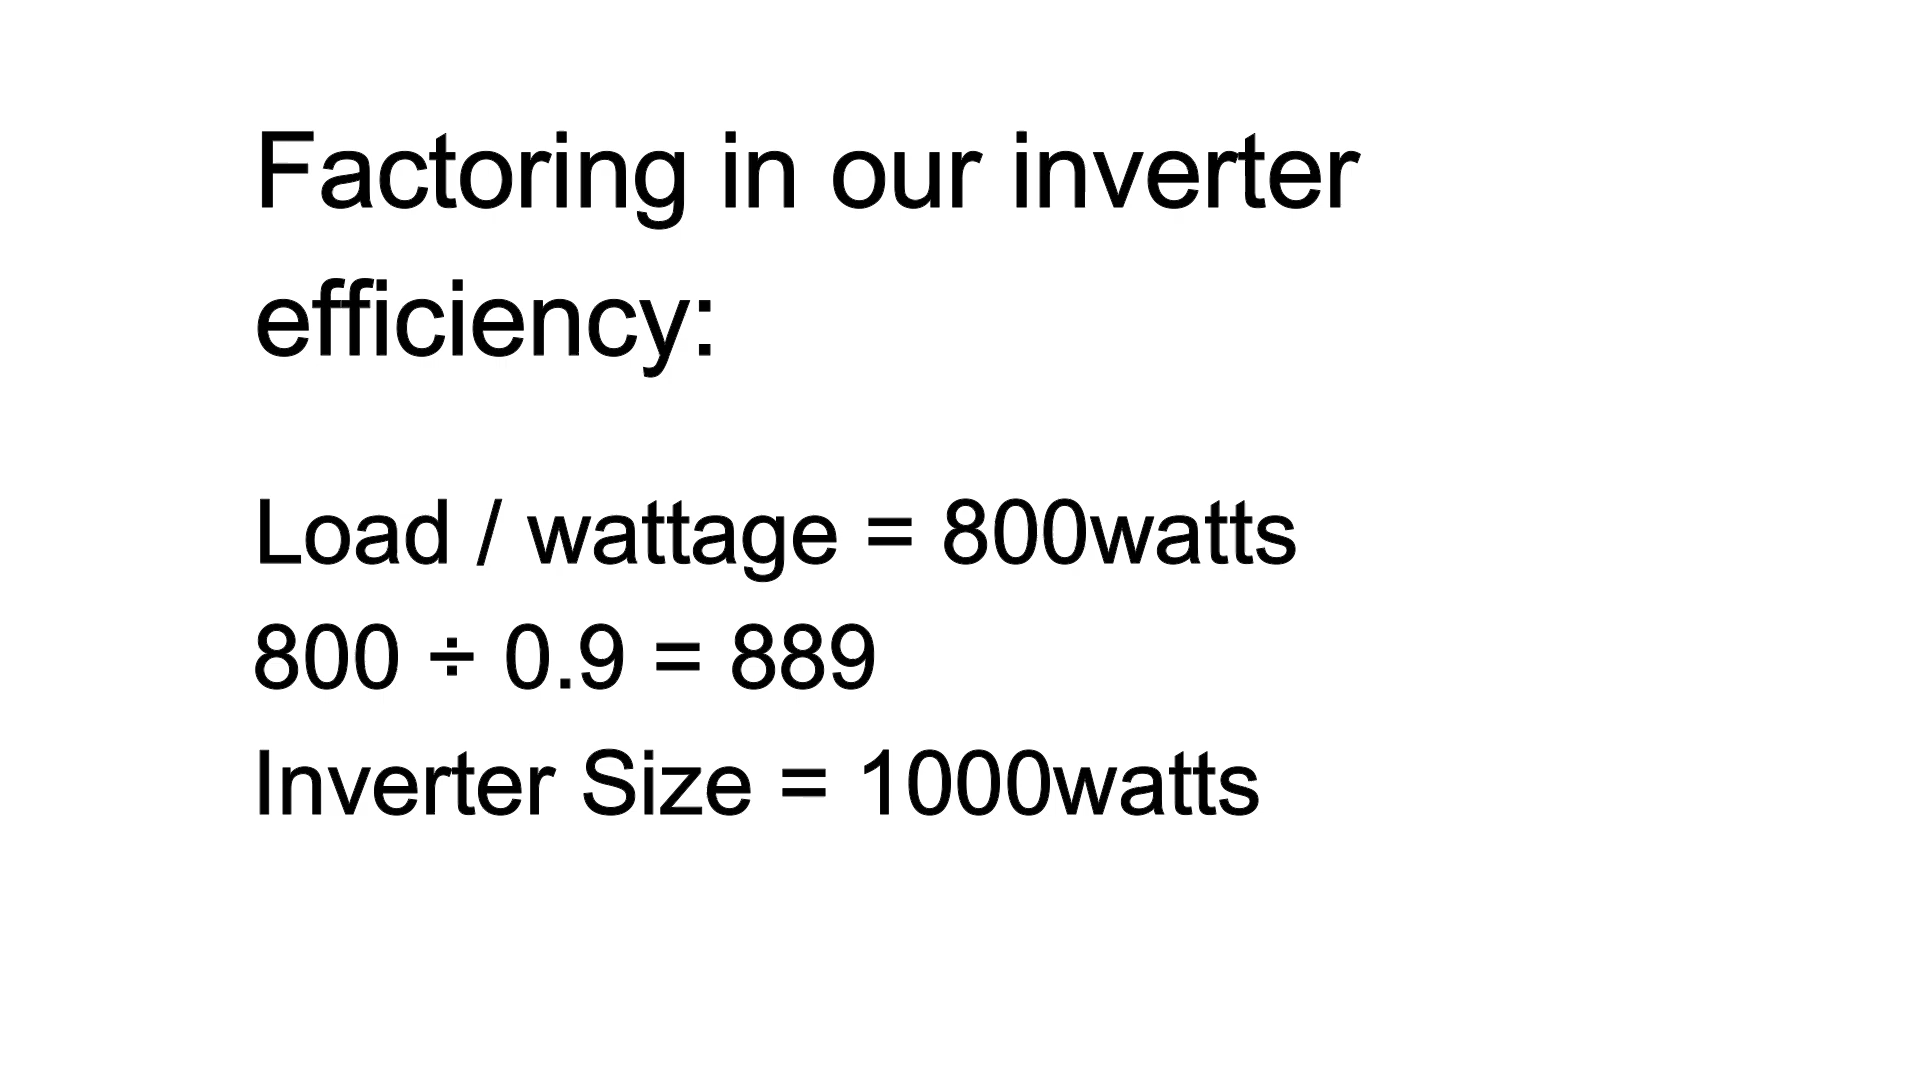 Factoring in our inverter
efficiency:
Load / wattage = 800watts
800 ÷ 0.9 = 889
Inverter Size = 1000watts